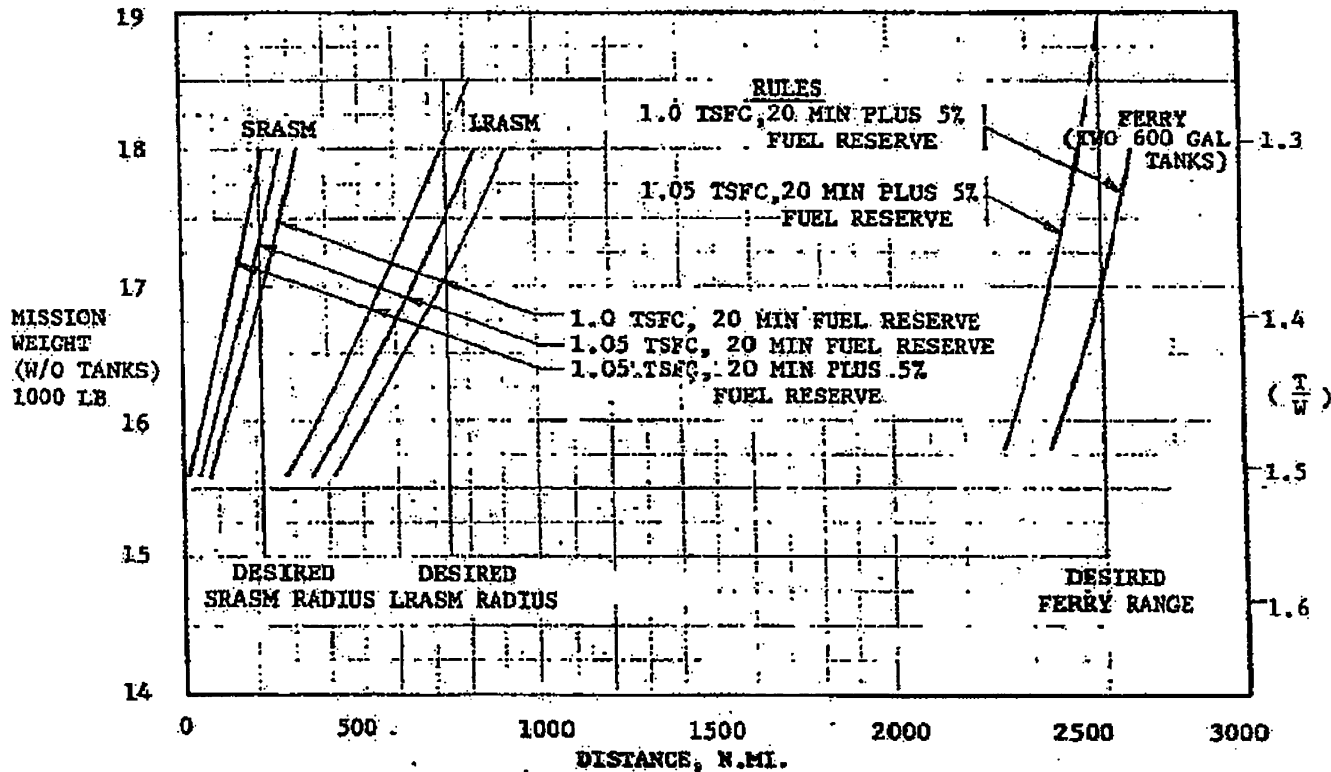 19
18
17
16
15
14
MISSION
WEIGHT
(W/O TANKS)
1000 LB
SRASM
LRASM
RULES
1.0 TSFC, 20 MIN PLUS 5%
FUEL RESERVE
1.05 TSFC, 20 MIN PLUS 5%
FUEL RESERVE
FERRY
(TWO 600 GAL
TANKS)
1.0 TSFC, 20 MIN FUEL RESERVE
1.05 TSFC, 20 MIN FUEL RESERVE
1.05 TSFC, 20 MIN PLUS 5%
FUEL RESERVE
1.3
1.4
(T/W)
1.5
1.6
DESIRED
SRASM RADIUS
DESIRED
LRASM RADIUS
DESIRED
FERRY RANGE
0 500 1000 1500 2000 2500 3000
DISTANCE, N.MI.